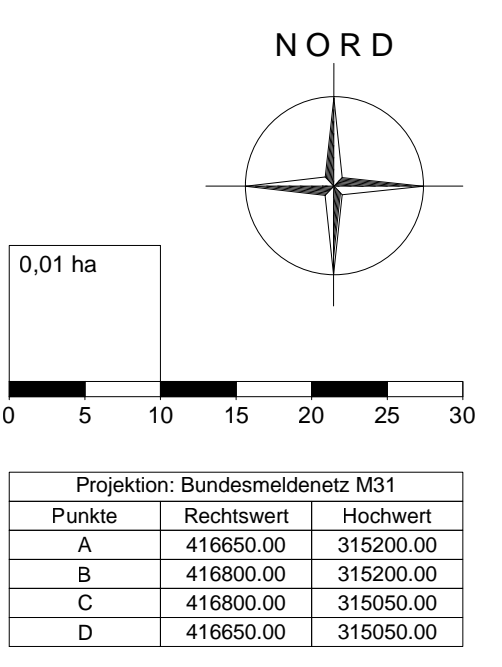 N O R D
0,01 ha
0 5 10 15 20 25 30
Projektion: Bundesmeldenetz M31
Punkte Rechtswert Hochwert
A 416650.00 315200.00
B 416800.00 315200.00
C 416800.00 315050.00
D 416650.00 315050.00